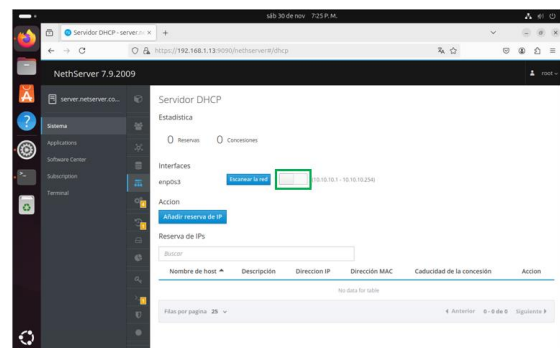 sáb 30 de nov 7:25 P. M.
Servidor DHCP - server.ne
https://192.168.1.13:9090/nethserver#/dhcp
NethServer 7.9.2009
root
server.netserver.co...
Sistema
Applications
Software Center
Subscription
Terminal
Servidor DHCP
Estadística
0 Reservas 0 Concesiones
Interfaces
enp0s3 Escanear la red (10.10.10.1 - 10.10.10.254)
Accion
Añadir reserva de IP
Reserva de IPs
Buscar
Nombre de host Descripción Direccion IP Dirección MAC Caducidad de la concesión Accion
No data for table
Filas por pagina 25 Anterior 0 - 0 de 0 Siguiente